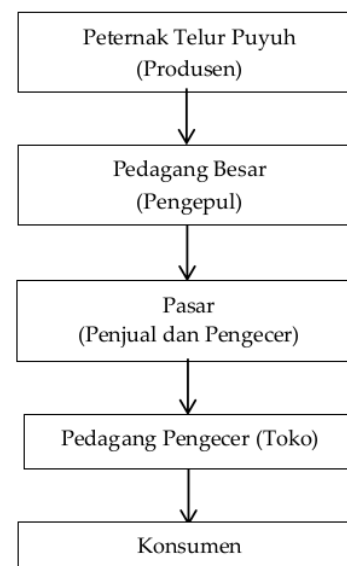 Peternak Telur Puyuh
(Produsen)
Pedagang Besar
(Pengepul)
Pasar
(Penjual dan Pengecer)
Pedagang Pengecer (Toko)
Konsumen